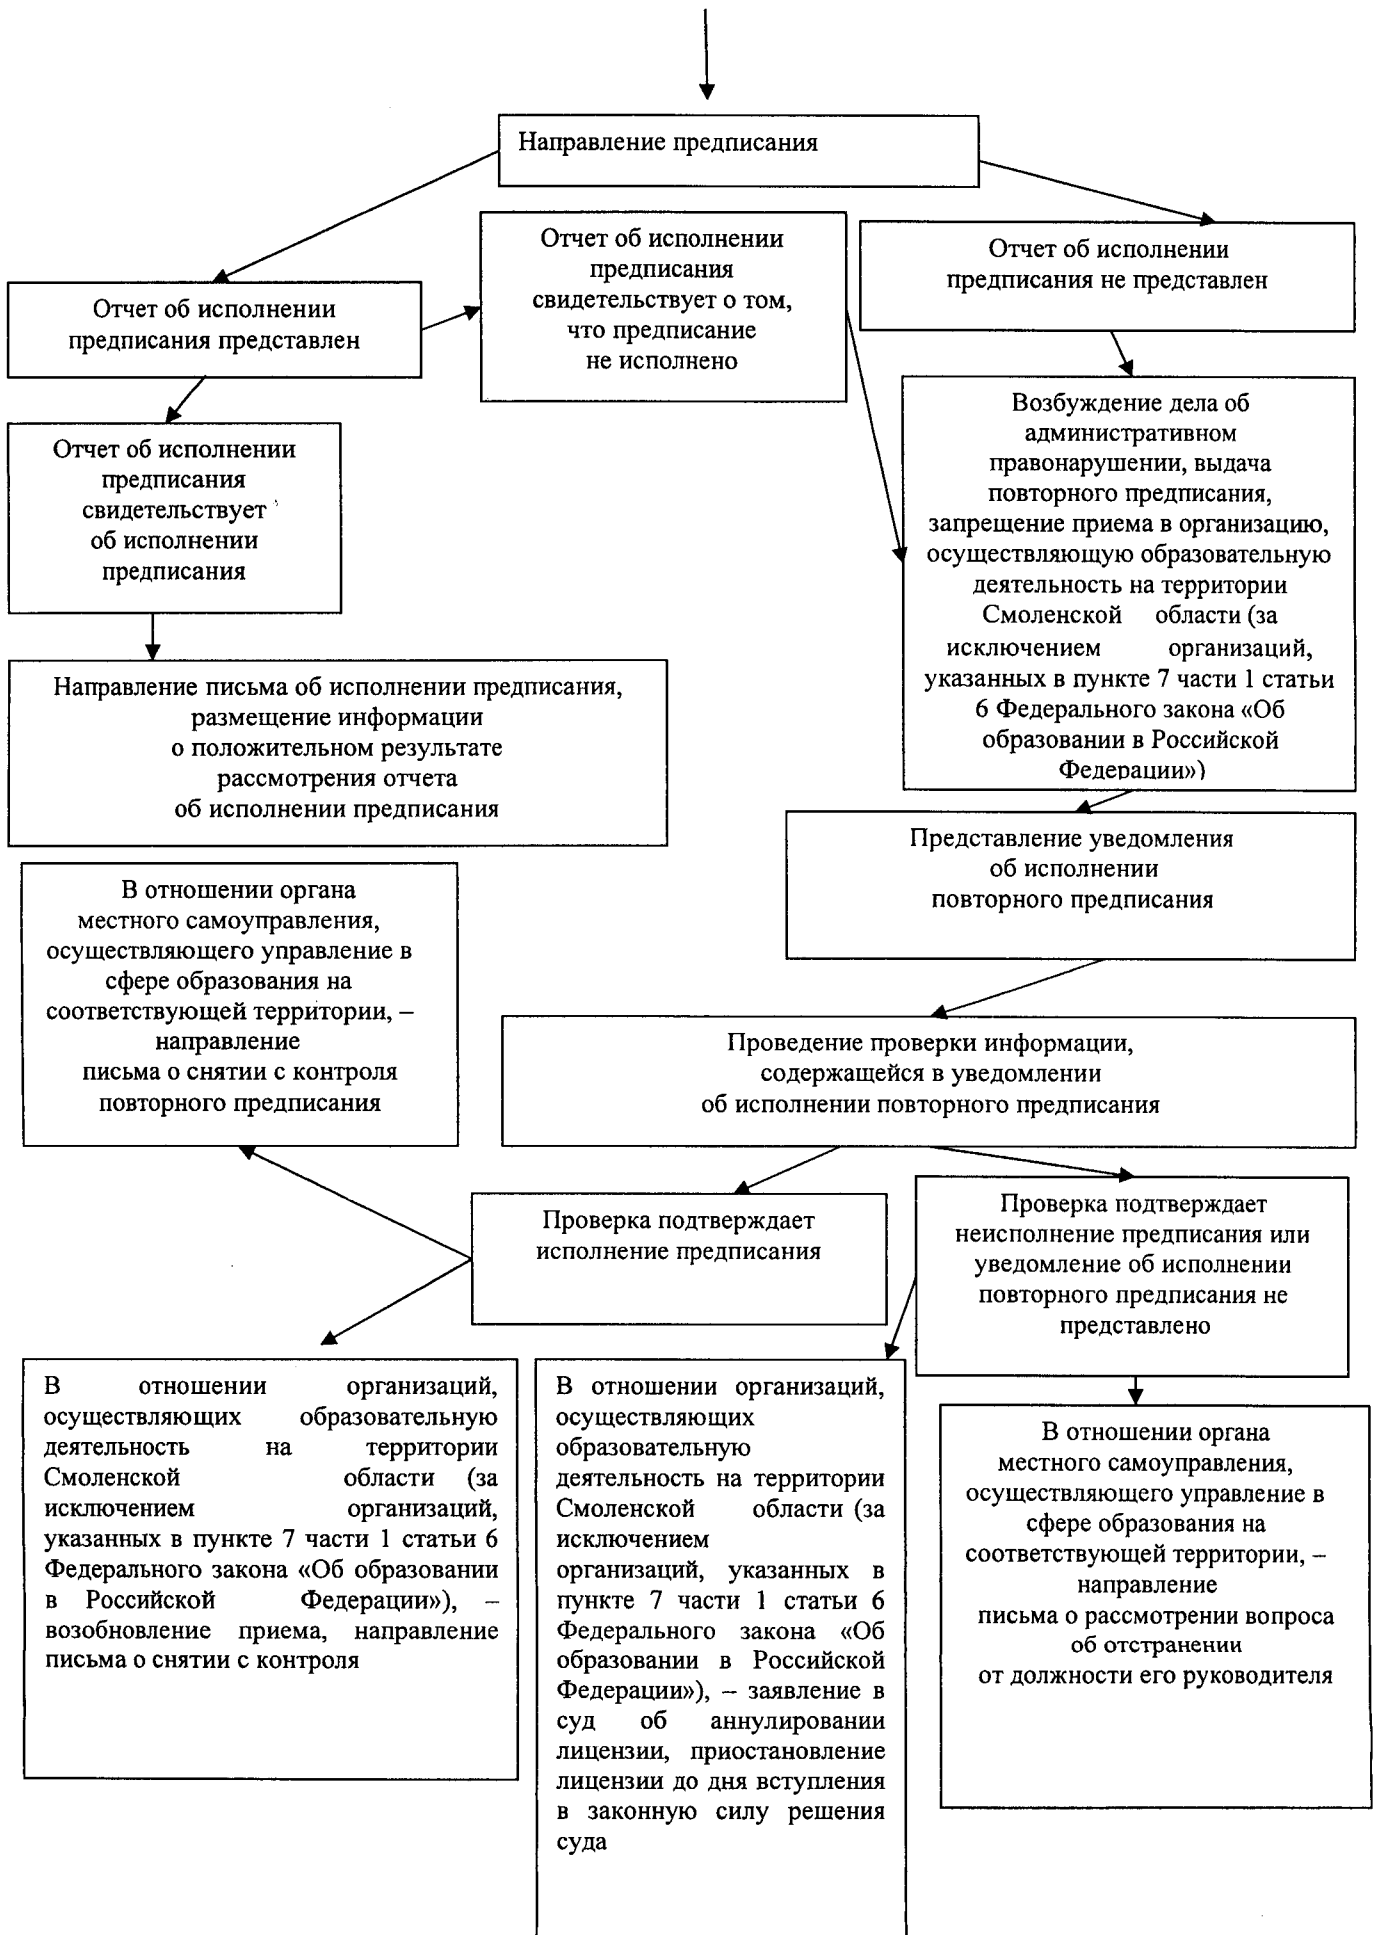 Направление предписания
Отчет об исполнении
предписания
свидетельствует о том,
что предписание
не исполнено
Отчет об исполнении
предписания не представлен
Отчет об исполнении
предписания представлен
Возбуждение дела об
административном
правонарушении, выдача
повторного предписания,
запрещение приема в организацию,
осуществляющую образовательную
деятельность на территории
Смоленской области (за
исключением организаций,
указанных в пункте 7 части 1 статьи
6 Федерального закона «Об
образовании в Российской
Федерации»)
Отчет об исполнении
предписания
свидетельствует
об исполнении
предписания
Направление письма об исполнении предписания,
размещение информации
о положительном результате
рассмотрения отчета
об исполнении предписания
Представление уведомления
об исполнении
повторного предписания
В отношении органа
местного самоуправления,
осуществляющего управление в
сфере образования на
соответствующей территории, –
направление
письма о снятии с контроля
повторного предписания
Проведение проверки информации,
содержащейся в уведомлении
об исполнении повторного предписания
Проверка подтверждает
исполнение предписания
Проверка подтверждает
неисполнение предписания или
уведомление об исполнении
повторного предписания не
представлено
В отношении организаций,
осуществляющих образовательную
деятельность на территории
Смоленской области (за
исключением организаций,
указанных в пункте 7 части 1 статьи 6
Федерального закона «Об образовании
в Российской Федерации»), –
возобновление приема, направление
письма о снятии с контроля
В отношении организаций,
осуществляющих
образовательную
деятельность на территории
Смоленской области (за
исключением
организаций, указанных в
пункте 7 части 1 статьи 6
Федерального закона «Об
образовании в Российской
Федерации»), – заявление в
суд об аннулировании
лицензии, приостановление
лицензии до дня вступления
в законную силу решения
суда
В отношении органа
местного самоуправления,
осуществляющего управление в
сфере образования на
соответствующей территории, –
направление
письма о рассмотрении вопроса
об отстранении
от должности его руководителя